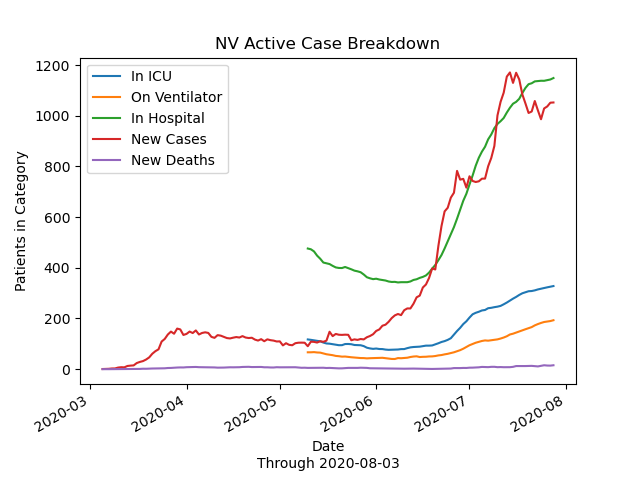 NV Active Case Breakdown
In ICU
On Ventilator
In Hospital
New Cases
New Deaths
Patients in Category
1200
1000
800
600
400
200
0
2020-03
2020-04
2020-05
2020-06
2020-07
2020-08
Date
Through 2020-08-03